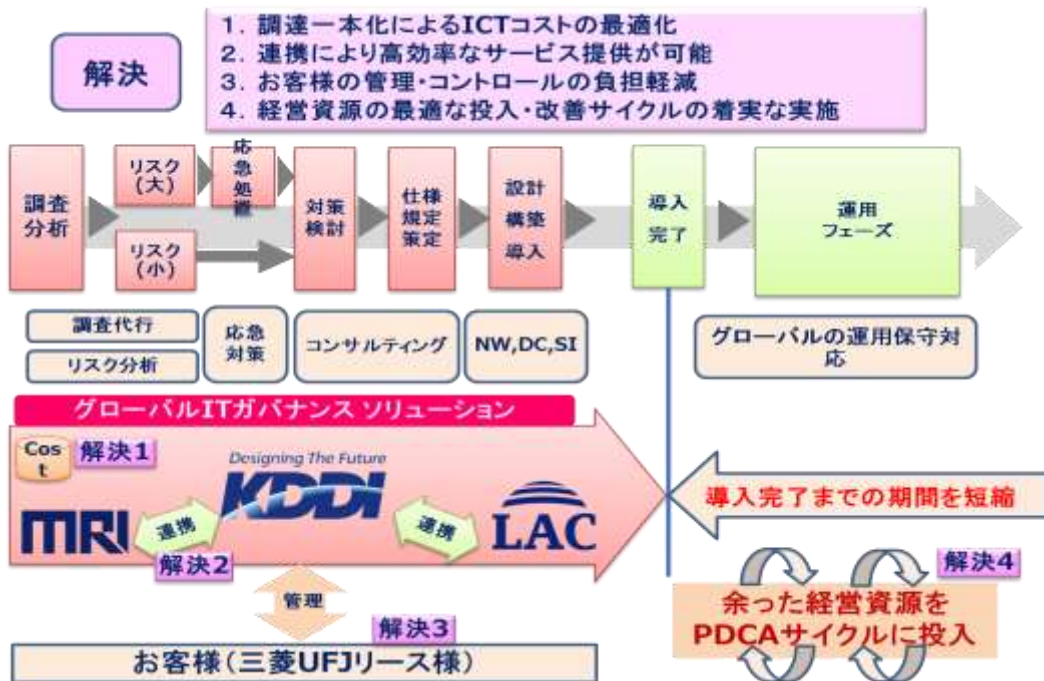 解決
1. 調達一本化によるICTコストの最適化
2. 連携により高効率なサービス提供が可能
3. お客様の管理・コントロールの負担軽減
4. 経営資源の最適な投入・改善サイクルの着実な実施
調査
分析
リスク
(大)
応
急
処
置
リスク
(小)
対策
検討
仕様
規定
策定
設計
構築
導入
導入
完了
運用
フェーズ
調査代行
リスク分析
応急
対策
コンサルティング
NW,DC,SI
グローバルの運用保守対
応
グローバルITガバナンス ソリューション
Cos
t
解決1
MRI
連携
解決2
Designing The Future
KDDI
連携
LAC
導入完了までの期間を短縮
管理
解決3
お客様(三菱UFJリース様)
解決4
余った経営資源を
PDCAサイクルに投入